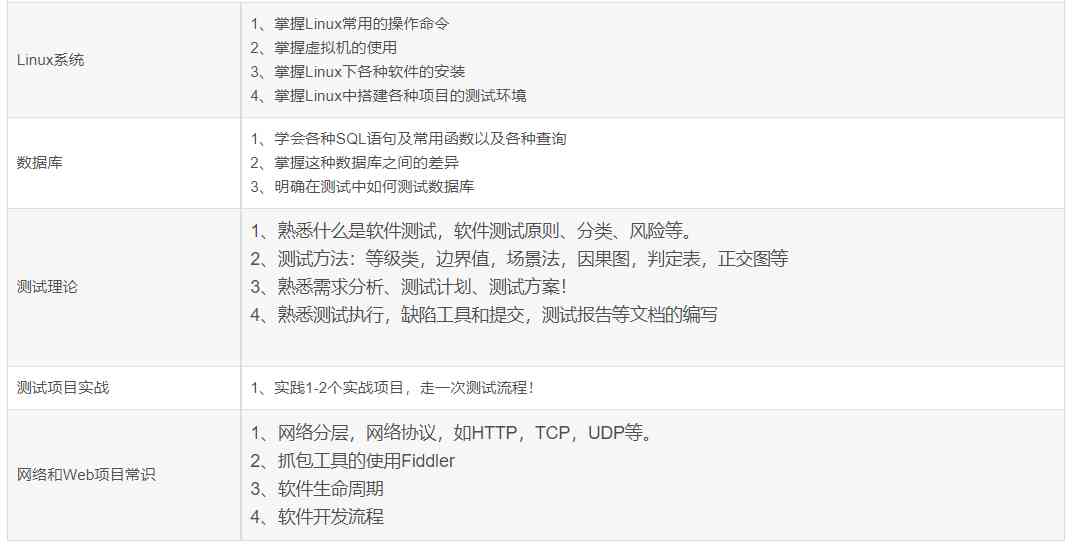 Linux系统
1、掌握Linux常用的操作命令
2、掌握虚拟机的使用
3、掌握Linux下各种软件的安装
4、掌握Linux中搭建各种项目的测试环境
数据库
1、学会各种SQL语句及常用函数以及各种查询
2、掌握这种数据库之间的差异
3、明确在测试中如何测试数据库
测试理论
1、熟悉什么是软件测试，软件测试原则、分类、风险等。
2、测试方法：等级类，边界值，场景法，因果图，判定表，正交图等
3、熟悉需求分析、测试计划、测试方案！
4、熟悉测试执行，缺陷工具和提交，测试报告等文档的编写
测试项目实战
1、实践1-2个实战项目，走一次测试流程！
网络和Web项目常识
1、网络分层，网络协议，如HTTP，TCP，UDP等。
2、抓包工具的使用Fiddler
3、软件生命周期
4、软件开发流程